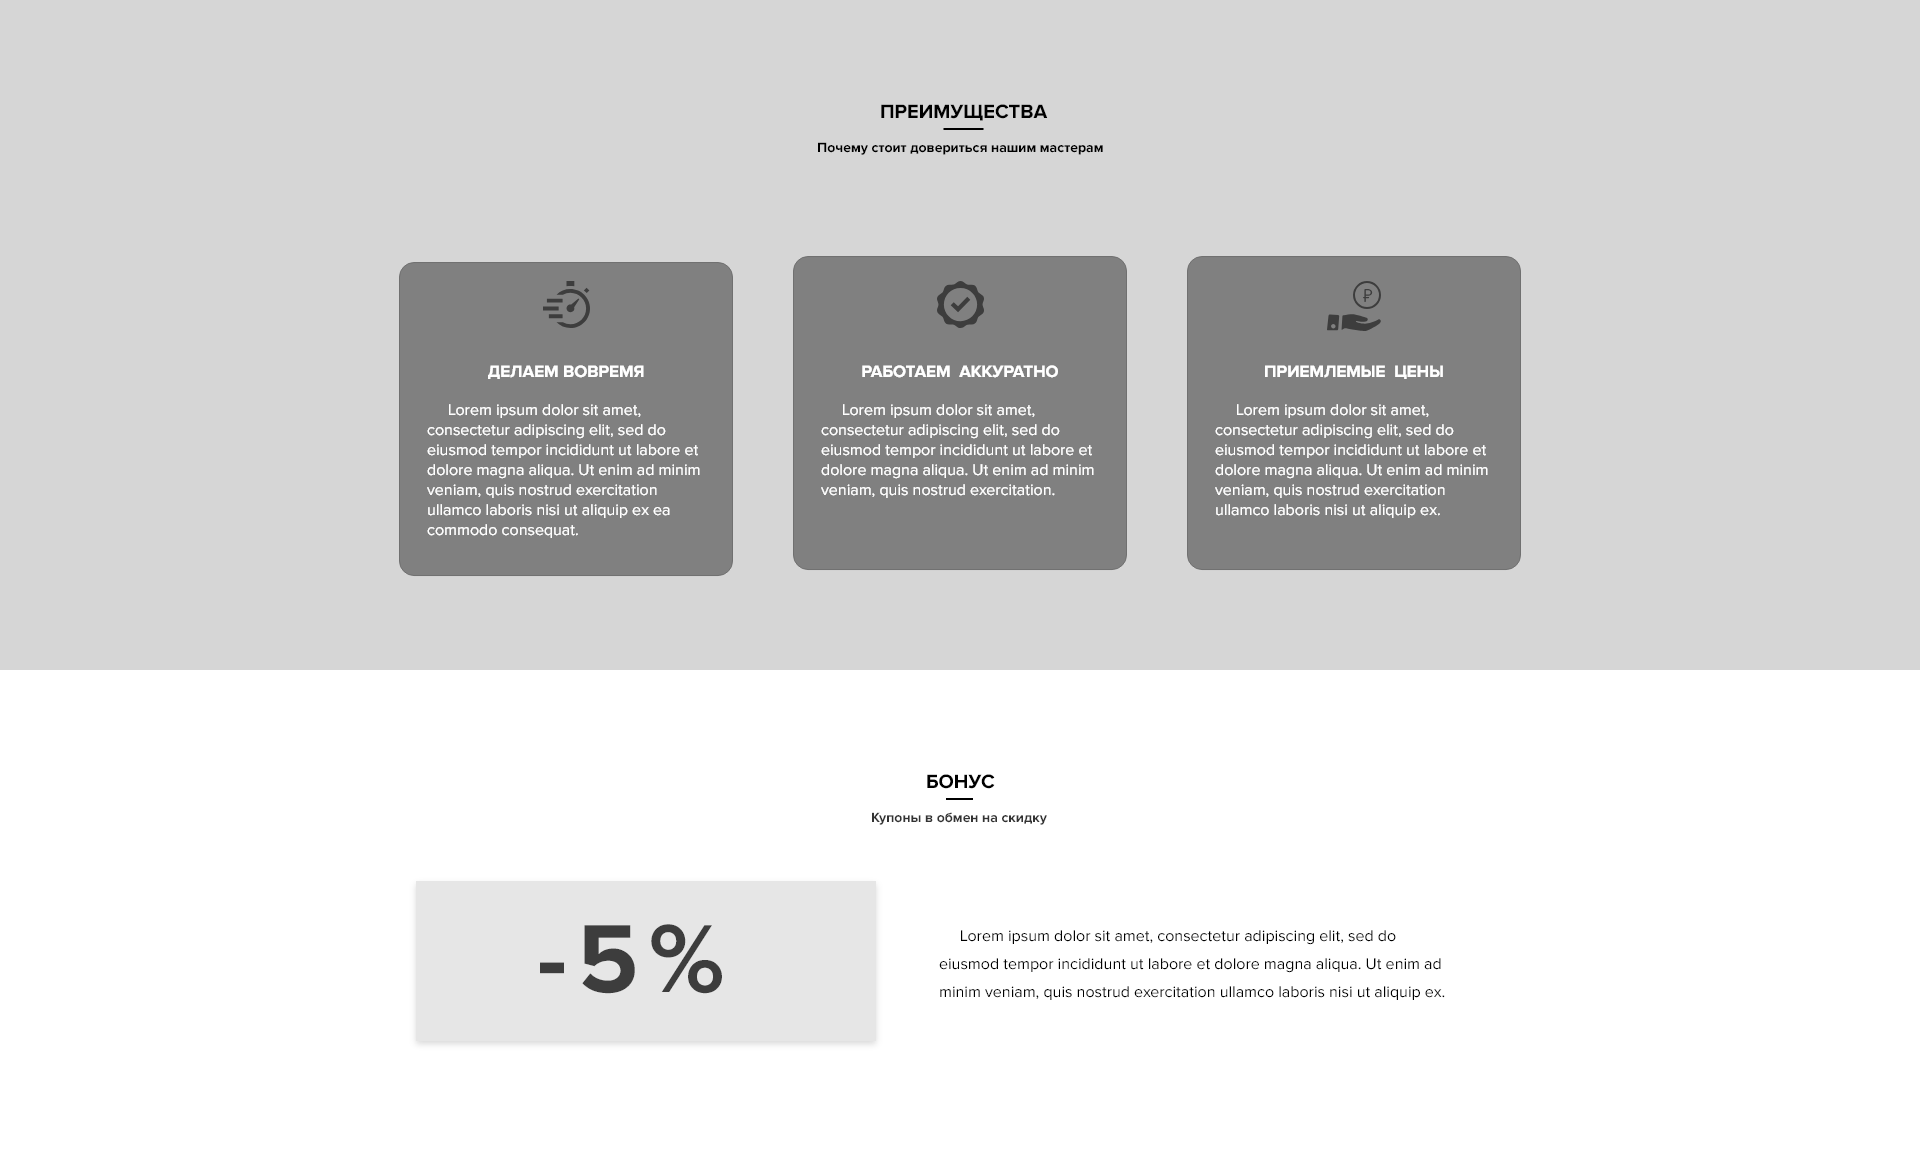 ПРЕИМУЩЕСТВА
Почему стоит довериться нашим мастерам
ДЕЛАЕМ ВОВРЕМЯ
Lorem ipsum dolor sit amet,
consectetur adipiscing elit, sed do
eiusmod tempor incididunt ut labore et
dolore magna aliqua. Ut enim ad minim
veniam, quis nostrud exercitation
ullamco laboris nisi ut aliquip ex ea
commodo consequat.
РАБОТАЕМ АККУРАТНО
Lorem ipsum dolor sit amet,
consectetur adipiscing elit, sed do
eiusmod tempor incididunt ut labore et
dolore magna aliqua. Ut enim ad minim
veniam, quis nostrud exercitation.
₽
ПРИЕМЛЕМЫЕ ЦЕНЫ
Lorem ipsum dolor sit amet,
consectetur adipiscing elit, sed do
eiusmod tempor incididunt ut labore et
dolore magna aliqua. Ut enim ad minim
veniam, quis nostrud exercitation
ullamco laboris nisi ut aliquip ex.
БОНУС
Купоны в обмен на скидку
-5%
Lorem ipsum dolor sit amet, consectetur adipiscing elit, sed do
eiusmod tempor incididunt ut labore et dolore magna aliqua. Ut enim ad
minim veniam, quis nostrud exercitation ullamco laboris nisi ut aliquip ex.